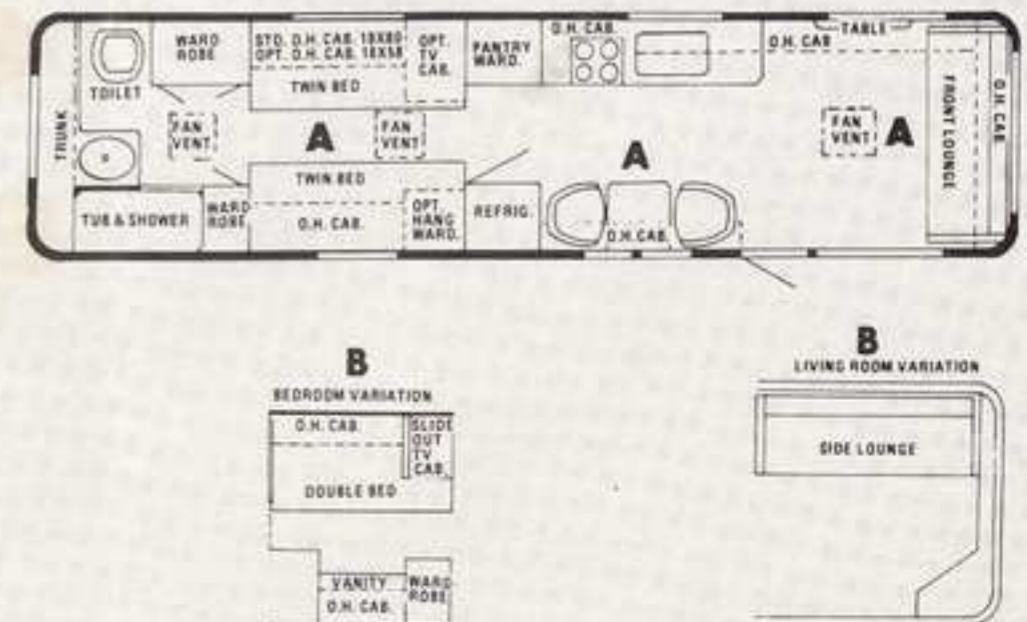 TRUNK
TOILET
WARD
ROBE
STD. O.H. CAB. 18X80
OPT. O.H. CAB. 18X58
TWIN BED
OPT.
TV
CAB.
PANTRY
WARD.
O.H. CAB.
O.H. CAB
TABLE
FRONT LOUNGE
O.H. CAB
FAN
VENT
A
FAN
VENT
A
FAN
VENT
A
TUB & SHOWER
WARD
ROBE
TWIN BED
O.H. CAB.
OPT.
HANG
WARD.
REFRIG.
O.H. CAB.
B
BEDROOM VARIATION
O.H. CAB.
SLIDE
OUT
TV
CAB.
DOUBLE BED
VANITY
O.H. CAB.
WARD
ROBE
B
LIVING ROOM VARIATION
SIDE LOUNGE